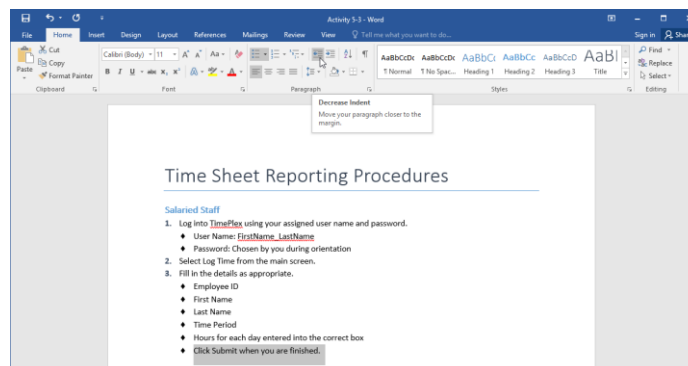 Activity 5-3 - Word
File Home Insert Design Layout References Mailings Review View Tell me what you want to do... Sign in Share
Paste
Cut
Copy
Format Painter
Clipboard
Calibri (Body) 11
Font
Paragraph
AaBbCcDc AaBbCcDc AaBbCc AaBbCc AaBbCcD AaBl
¶ Normal ¶ No Spac... Heading 1 Heading 2 Heading 3 Title
Styles
Find
Replace
Select
Editing
Decrease Indent
Move your paragraph closer to the
margin.
Time Sheet Reporting Procedures
Salaried Staff
1. Log into TimePlex using your assigned user name and password.
♦ User Name: FirstName_LastName
♦ Password: Chosen by you during orientation
2. Select Log Time from the main screen.
3. Fill in the details as appropriate.
♦ Employee ID
♦ First Name
♦ Last Name
♦ Time Period
♦ Hours for each day entered into the correct box
♦ Click Submit when you are finished.